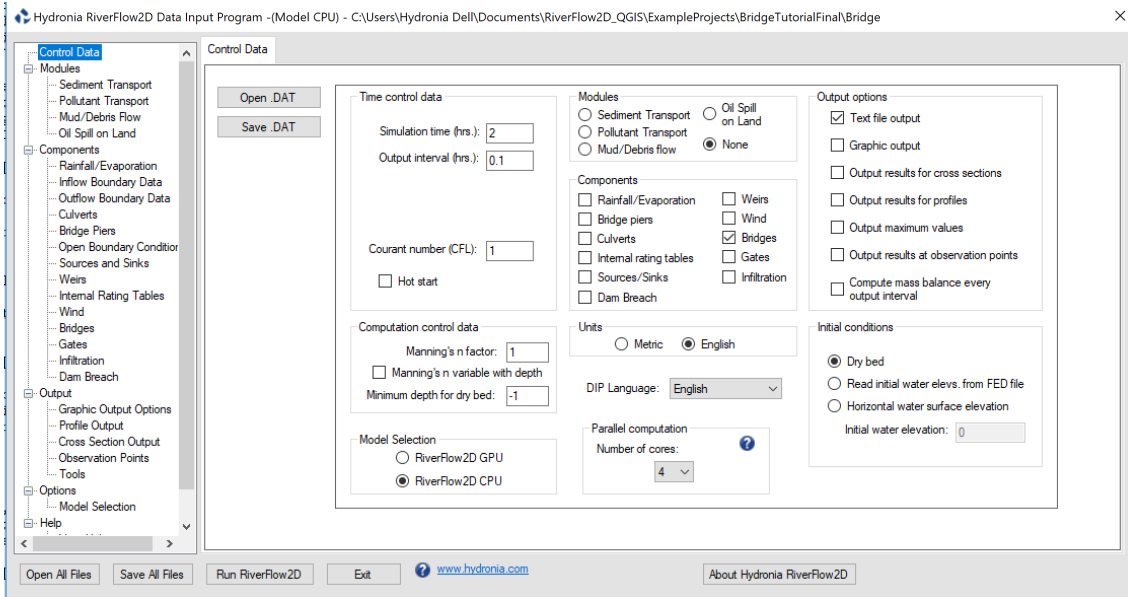 Hydronia RiverFlow2D Data Input Program -(Model CPU) - C:\Users\Hydronia Dell\Documents\RiverFlow2D_QGIS\ExampleProjects\BridgeTutorialFinal\Bridge
Control Data
Modules
Sediment Transport
Pollutant Transport
Mud/Debris Flow
Oil Spill on Land
Components
Rainfall/Evaporation
Inflow Boundary Data
Outflow Boundary Data
Culverts
Bridge Piers
Open Boundary Condition
Sources and Sinks
Weirs
Internal Rating Tables
Wind
Bridges
Gates
Infiltration
Dam Breach
Output
Graphic Output Options
Profile Output
Cross Section Output
Observation Points
Tools
Options
Model Selection
Help
Control Data
Open .DAT
Save .DAT
Time control data
Simulation time (hrs.): 2
Output interval (hrs.): 0.1
Courant number (CFL): 1
Hot start
Computation control data
Manning's n factor: 1
Manning's n variable with depth
Minimum depth for dry bed: -1
Model Selection
RiverFlow2D GPU
RiverFlow2D CPU
Modules
Sediment Transport
Pollutant Transport
Mud/Debris flow
Oil Spill
on Land
None
Components
Rainfall/Evaporation
Bridge piers
Culverts
Internal rating tables
Sources/Sinks
Dam Breach
Weirs
Wind
Bridges
Gates
Infiltration
Units
Metric English
DIP Language: English
Parallel computation
Number of cores:
4
Output options
Text file output
Graphic output
Output results for cross sections
Output results for profiles
Output maximum values
Output results at observation points
Compute mass balance every
output interval
Initial conditions
Dry bed
Read initial water elevs. from FED file
Horizontal water surface elevation
Initial water elevation: 0
Open All Files
Save All Files
Run RiverFlow2D
Exit
www.hydronia.com
About Hydronia RiverFlow2D